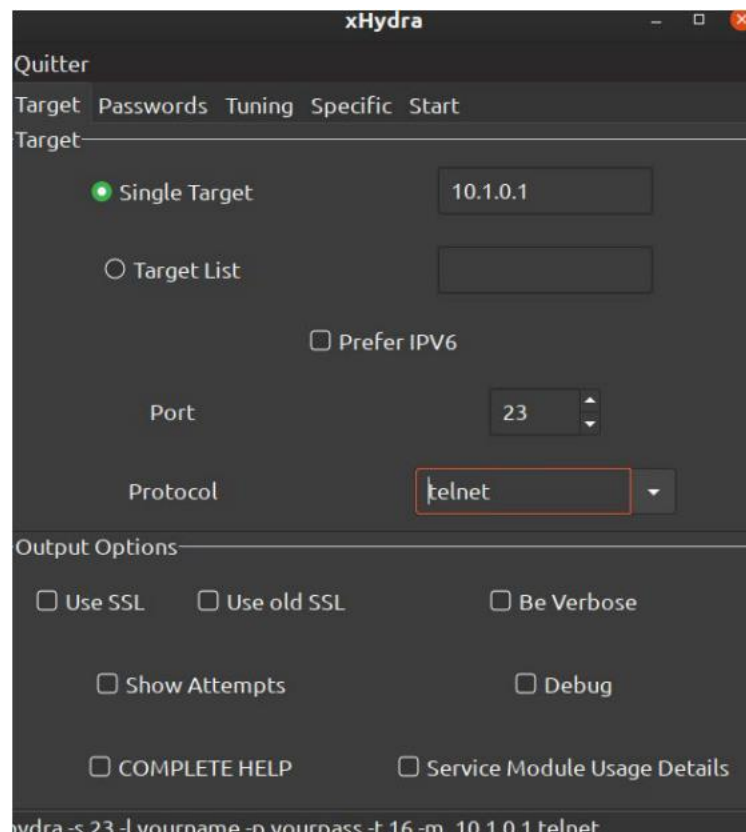 xHydra
Quitter
Target Passwords Tuning Specific Start
Target
Single Target 10.1.0.1
Target List
Prefer IPV6
Port 23
Protocol telnet
Output Options
Use SSL Use old SSL Be Verbose
Show Attempts Debug
COMPLETE HELP Service Module Usage Details
hydra -s 23 -l yourname -p yourpass -t 16 -m 10.1.0.1 telnet